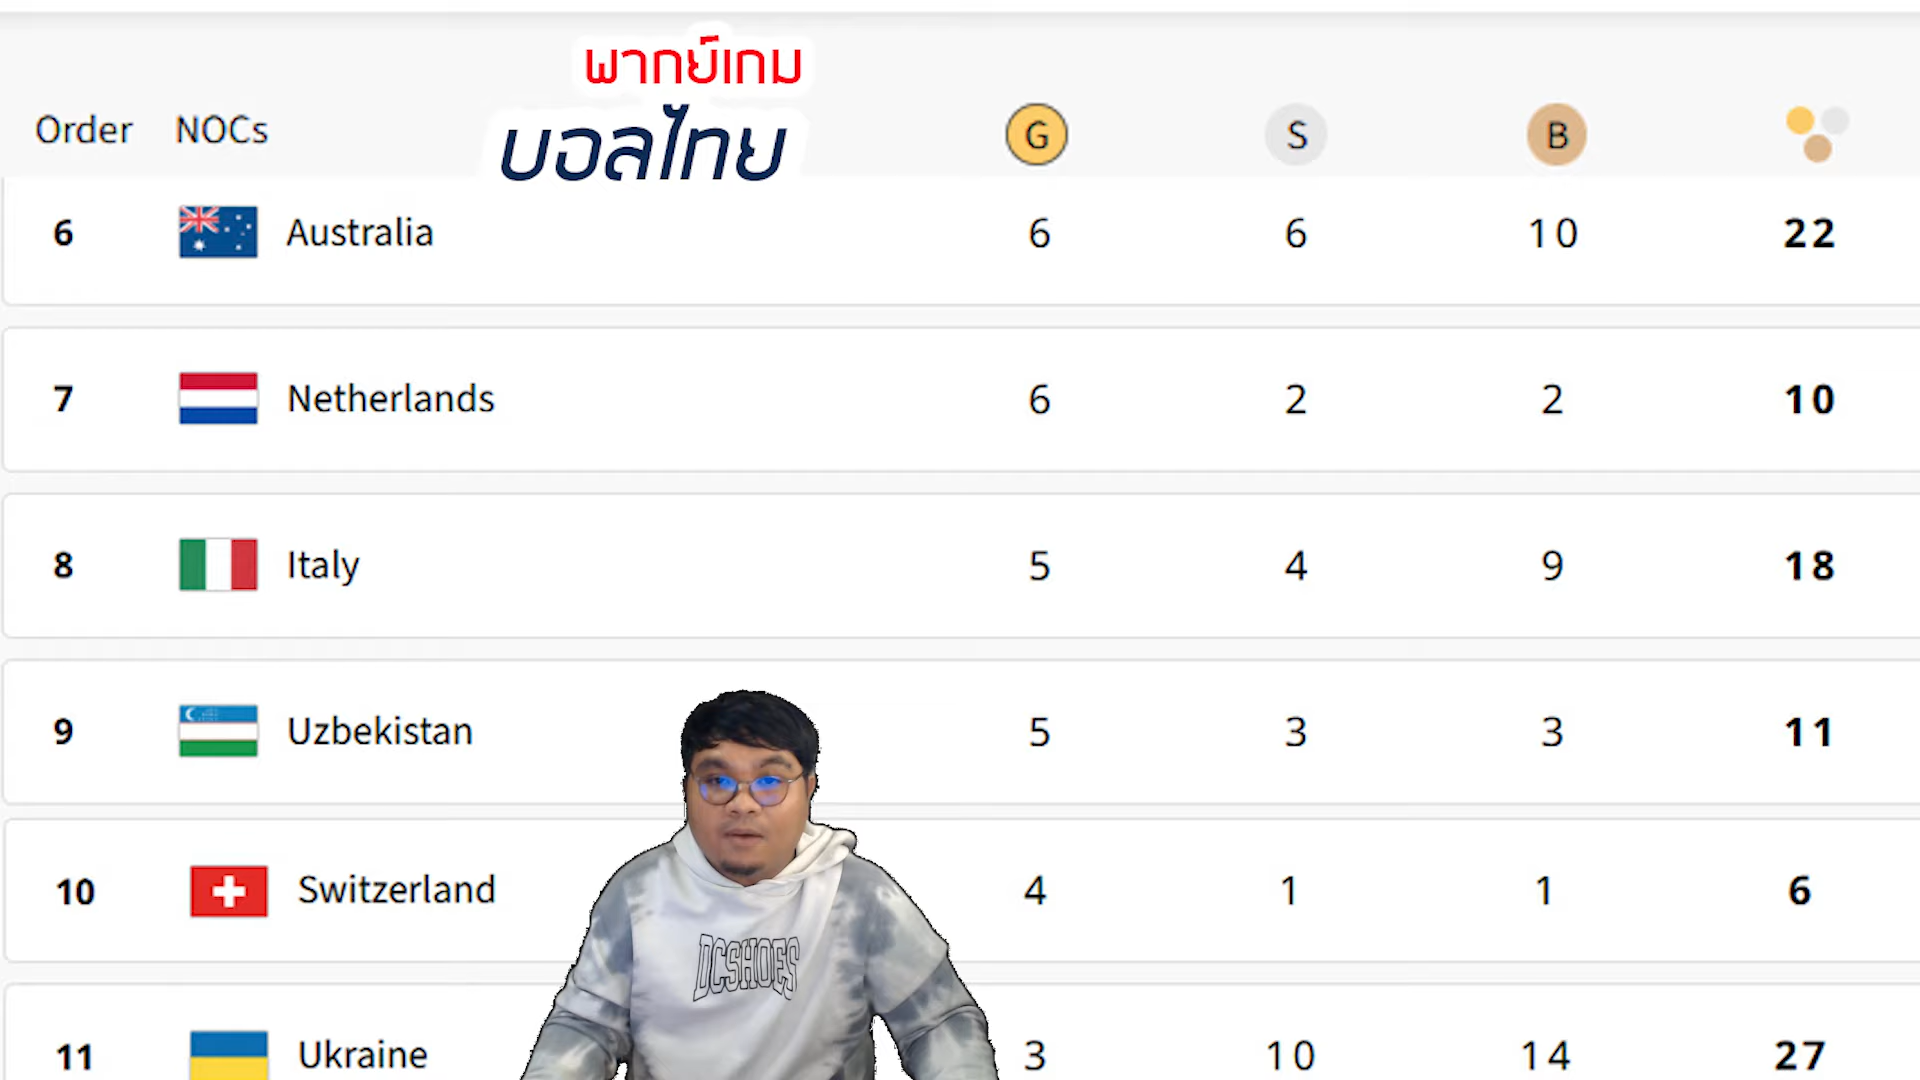 พากย์เกม
บอลไทย
Order NOCs G S B
6 Australia 6 6 10 22
7 Netherlands 6 2 2 10
8 Italy 5 4 9 18
9 Uzbekistan 5 3 3 11
10 Switzerland 4 1 1 6
11 Ukraine 3 10 14 27
DCSHOES